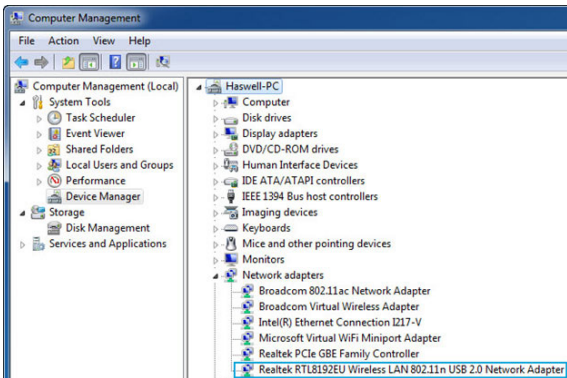 Computer Management
File Action View Help
Computer Management (Local)
System Tools
Task Scheduler
Event Viewer
Shared Folders
Local Users and Groups
Performance
Device Manager
Storage
Disk Management
Services and Applications
Haswell-PC
Computer
Disk drives
Display adapters
DVD/CD-ROM drives
Human Interface Devices
IDE ATA/ATAPI controllers
IEEE 1394 Bus host controllers
Imaging devices
Keyboards
Mice and other pointing devices
Monitors
Network adapters
Broadcom 802.11ac Network Adapter
Broadcom Virtual Wireless Adapter
Intel(R) Ethernet Connection I217-V
Microsoft Virtual WiFi Miniport Adapter
Realtek PCIe GBE Family Controller
Realtek RTL8192EU Wireless LAN 802.11n USB 2.0 Network Adapter